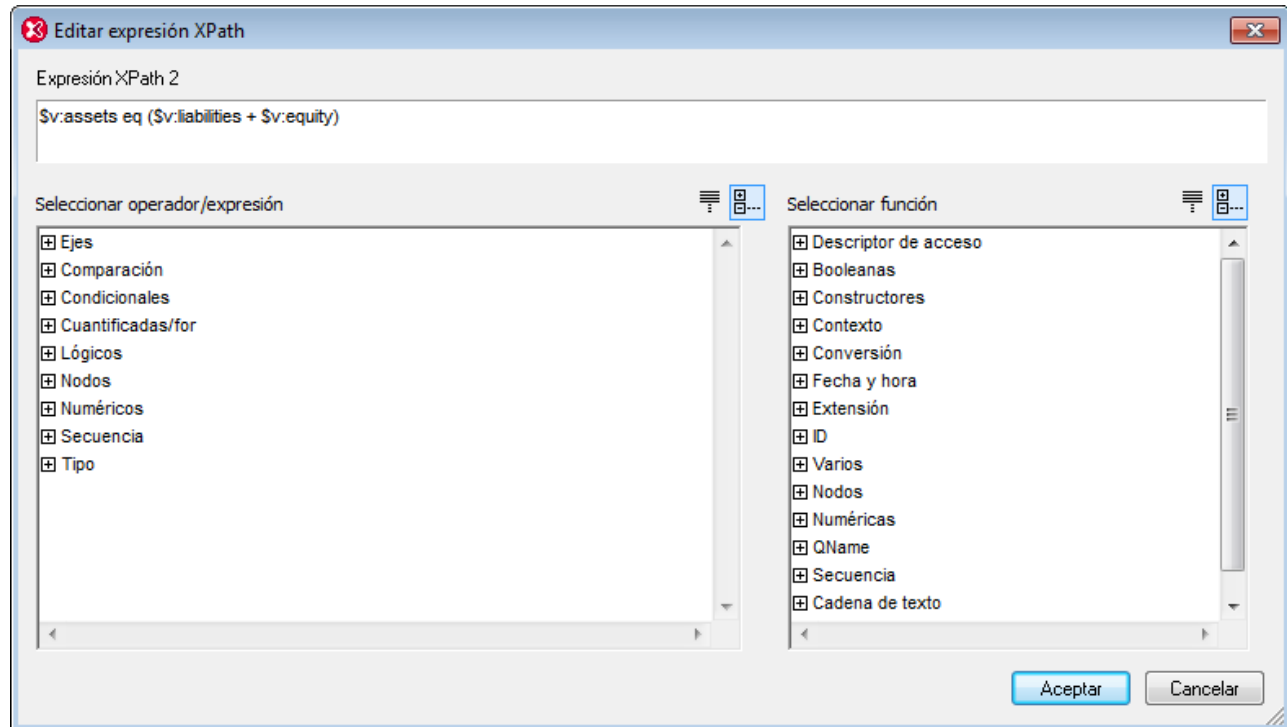 Editar expresión XPath
Expresión XPath 2
$v:assets eq ($v:liabilities + $v:equity)
Seleccionar operador/expresión
Ejes
Comparación
Condicionales
Cuantificadas/for
Lógicos
Nodos
Numéricos
Secuencia
Tipo
Seleccionar función
Descriptor de acceso
Booleanas
Constructores
Contexto
Conversión
Fecha y hora
Extensión
ID
Varios
Nodos
Numéricas
QName
Secuencia
Cadena de texto
Aceptar
Cancelar